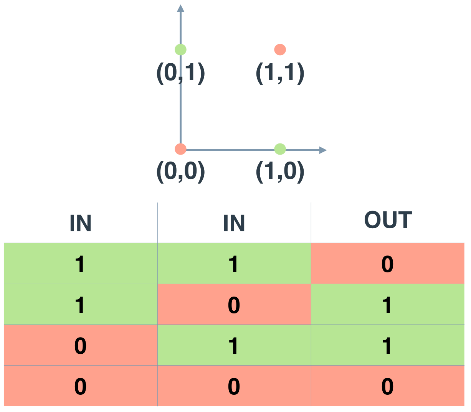 (0,1) (1,1)
(0,0) (1,0)
IN IN OUT
1 1 0
1 0 1
0 1 1
0 0 0